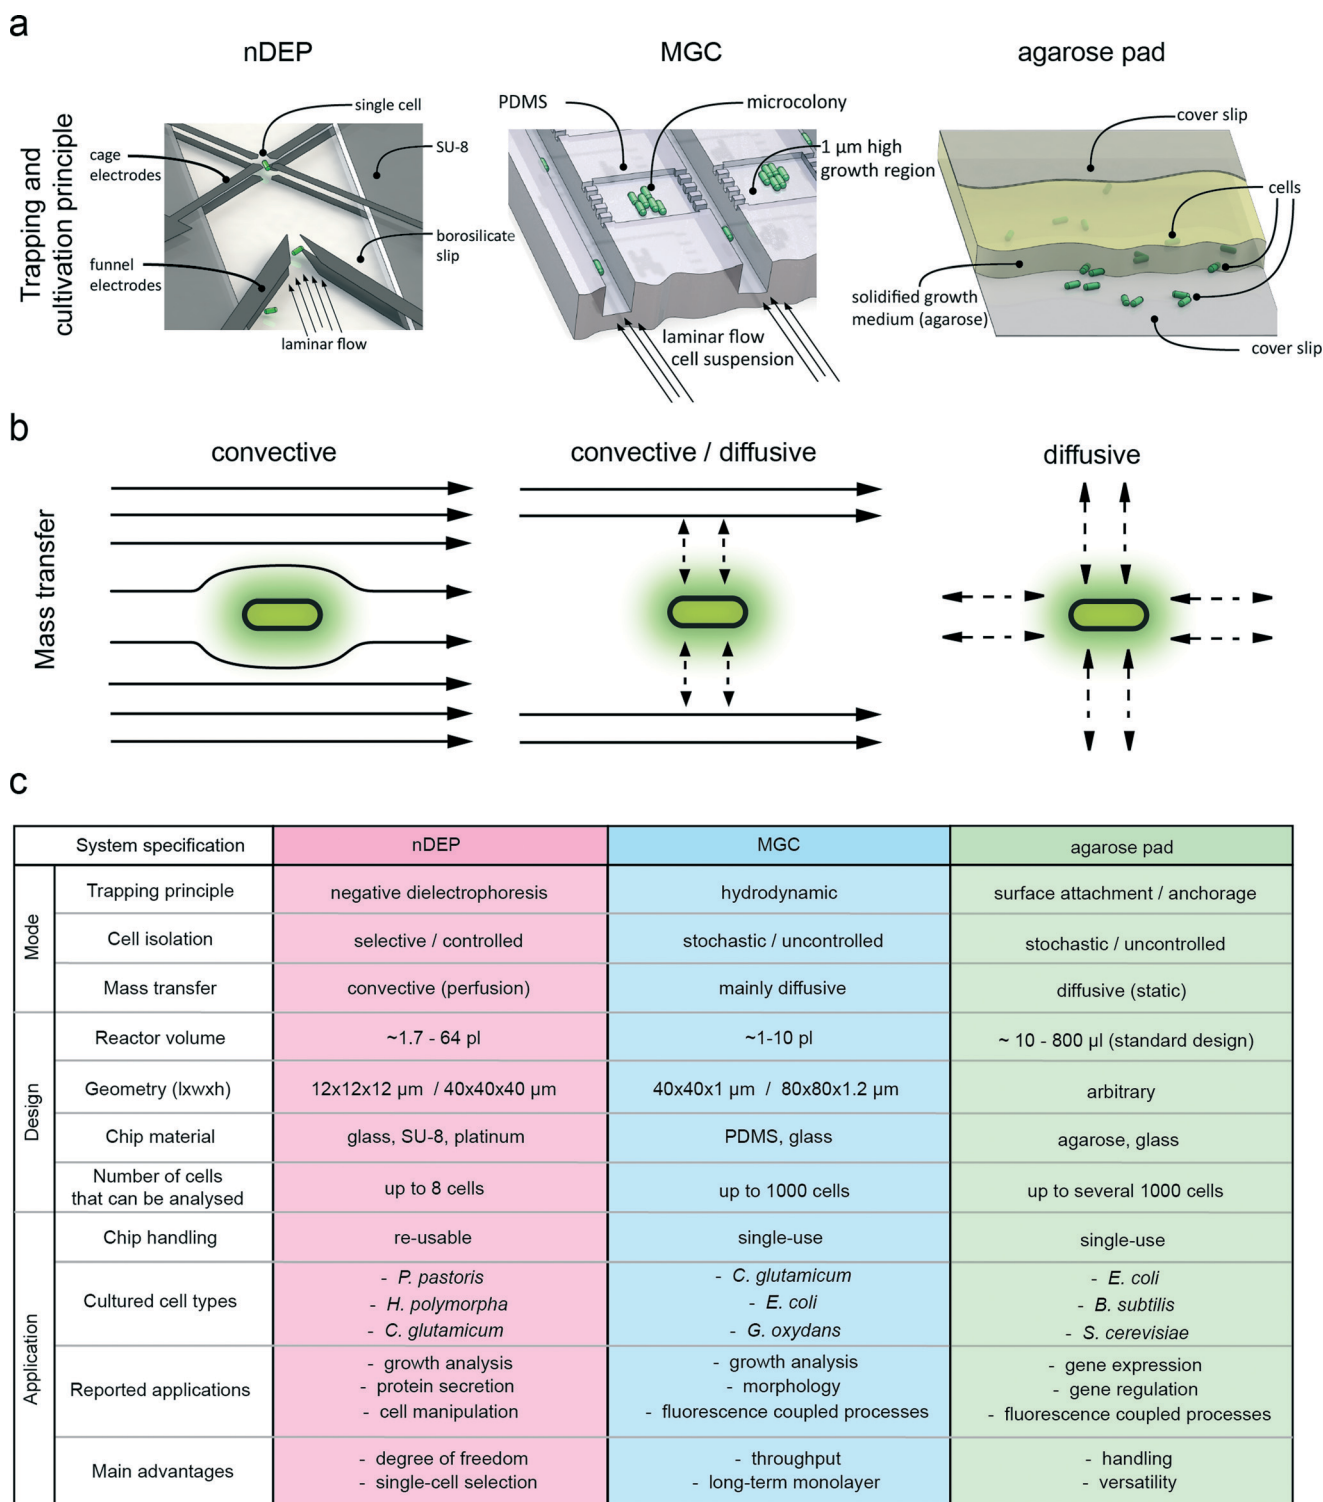 a
nDEP
MGC
agarose pad
Trapping and
cultivation principle
single cell
cage
electrodes
SU-8
borosilicate
slip
funnel
electrodes
laminar flow
PDMS
microcolony
1 µm high
growth region
laminar flow
cell suspension
cover slip
cells
solidified growth
medium (agarose)
cover slip
b
convective
convective / diffusive
diffusive
Mass transfer
c
System specification
nDEP
MGC
agarose pad
Mode
Trapping principle
negative dielectrophoresis
hydrodynamic
surface attachment / anchorage
Cell isolation
selective / controlled
stochastic / uncontrolled
stochastic / uncontrolled
Mass transfer
convective (perfusion)
mainly diffusive
diffusive (static)
Design
Reactor volume
~1.7 - 64 pl
~1-10 pl
~ 10 - 800 µl (standard design)
Geometry (lxwxh)
12x12x12 µm / 40x40x40 µm
40x40x1 µm / 80x80x1.2 µm
arbitrary
Chip material
glass, SU-8, platinum
PDMS, glass
agarose, glass
Number of cells
that can be analysed
up to 8 cells
up to 1000 cells
up to several 1000 cells
Application
Chip handling
re-usable
single-use
single-use
Cultured cell types
- P. pastoris
- H. polymorpha
- C. glutamicum
- C. glutamicum
- E. coli
- G. oxydans
- E. coli
- B. subtilis
- S. cerevisiae
Reported applications
- growth analysis
- protein secretion
- cell manipulation
- growth analysis
- morphology
- fluorescence coupled processes
- gene expression
- gene regulation
- fluorescence coupled processes
Main advantages
- degree of freedom
- single-cell selection
- throughput
- long-term monolayer
- handling
- versatility